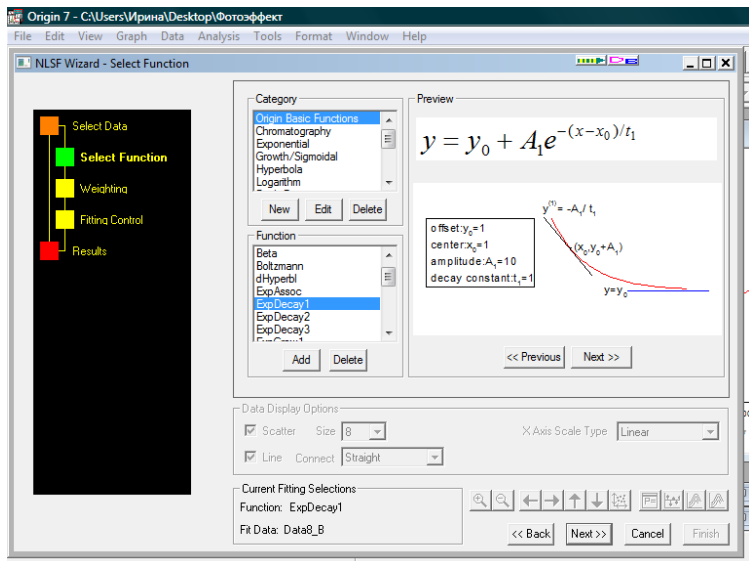 Origin 7 - C:\Users\Ирина\Desktop\Фотоэффект
File Edit View Graph Data Analysis Tools Format Window Help
NLSF Wizard - Select Function
Select Data
Select Function
Weighting
Fitting Control
Results
Category
Origin Basic Functions
Chromatography
Exponential
Growth/Sigmoidal
Hyperbola
Logarithm
New Edit Delete
Function
Beta
Boltzmann
dHyperbl
ExpAssoc
ExpDecay1
ExpDecay2
ExpDecay3
Add Delete
Preview
y = y₀ + A₁e^(-(x-x₀)/t₁)
y⁽¹⁾ = -A₁/ t₁
offset:y₀=1
center:x₀=1
amplitude:A₁=10
decay constant:t₁=1
(x₀,y₀+A₁)
y=y₀
<< Previous Next >>
Data Display Options
Scatter Size 8 X Axis Scale Type Linear
Line Connect Straight
Current Fitting Selections
Function: ExpDecay1
Fit Data: Data8_B
<< Back Next >> Cancel Finish